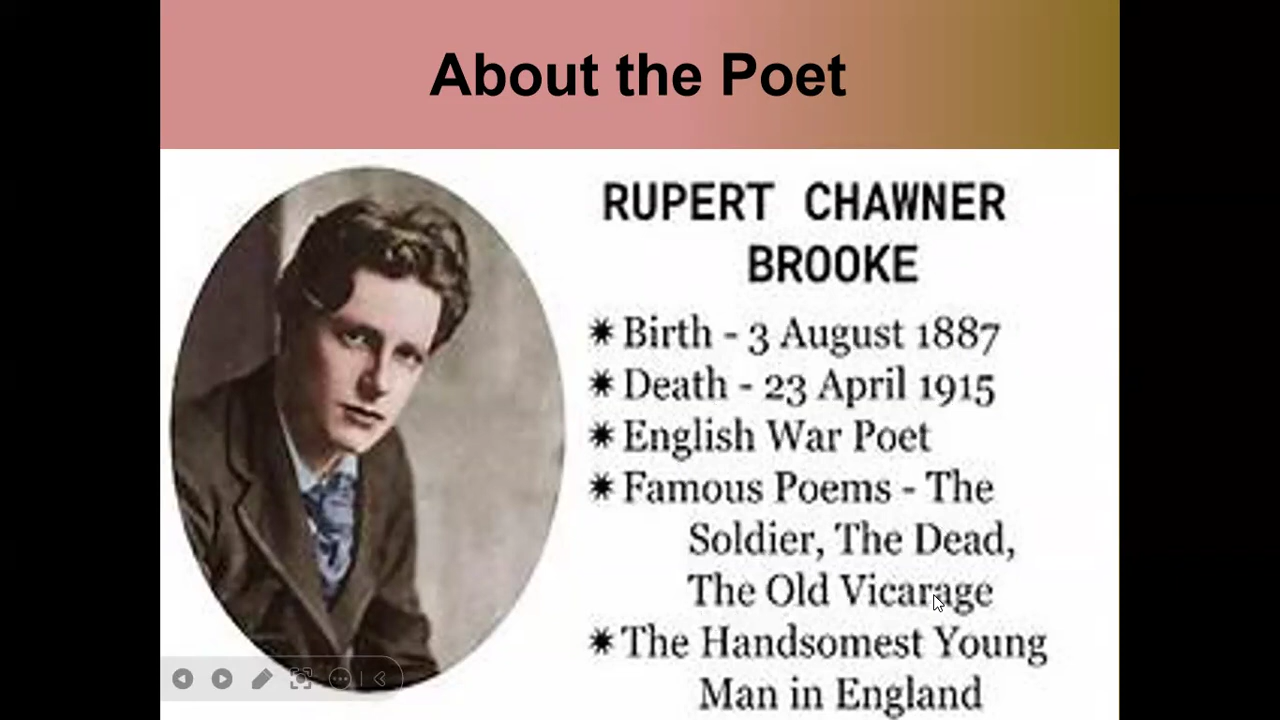 About the Poet
RUPERT CHAWNER
BROOKE
✷ Birth - 3 August 1887
✷ Death - 23 April 1915
✷ English War Poet
✷ Famous Poems - The
Soldier, The Dead,
The Old Vicarage
✷ The Handsomest Young
Man in England